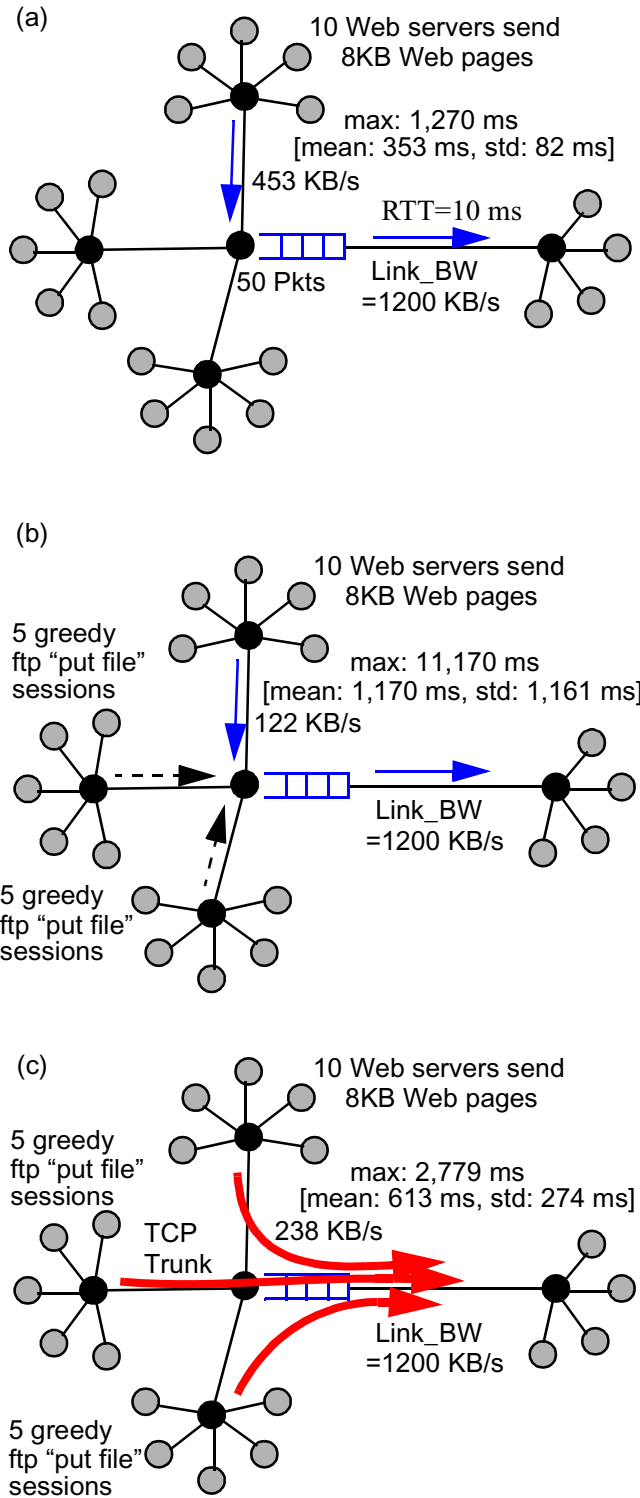 (a)
10 Web servers send
8KB Web pages
max: 1,270 ms
[mean: 353 ms, std: 82 ms]
453 KB/s
RTT=10 ms
50 Pkts
Link_BW
=1200 KB/s
(b)
10 Web servers send
8KB Web pages
5 greedy
ftp “put file”
sessions
max: 11,170 ms
[mean: 1,170 ms, std: 1,161 ms]
122 KB/s
Link_BW
=1200 KB/s
5 greedy
ftp “put file”
sessions
(c)
10 Web servers send
8KB Web pages
5 greedy
ftp “put file”
sessions
max: 2,779 ms
[mean: 613 ms, std: 274 ms]
238 KB/s
TCP
Trunk
Link_BW
=1200 KB/s
5 greedy
ftp “put file”
sessions